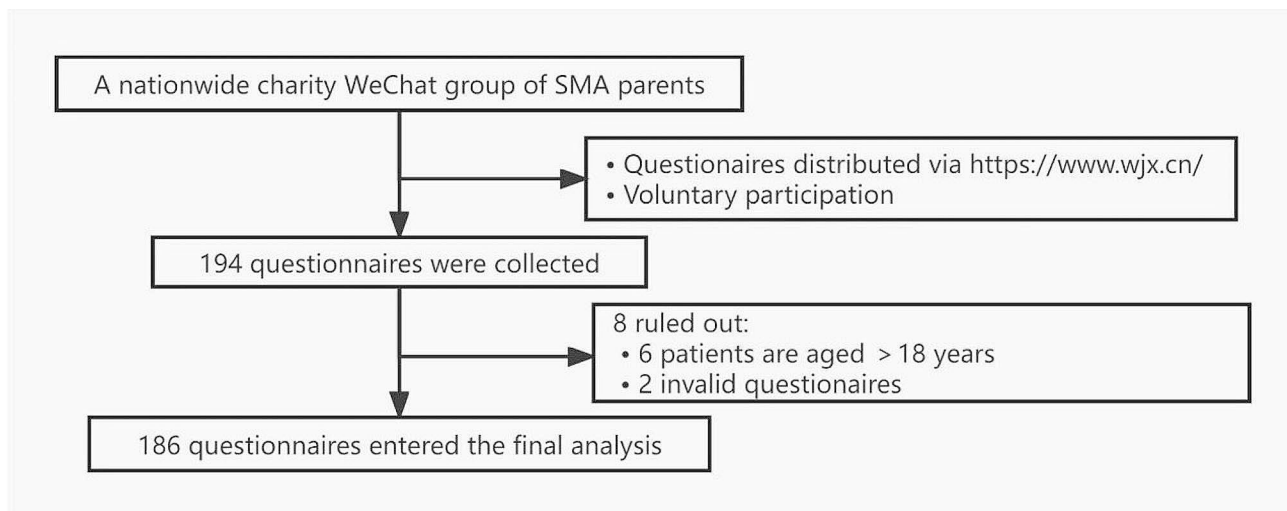 A nationwide charity WeChat group of SMA parents
• Questionaires distributed via https://www.wjx.cn/
• Voluntary participation
194 questionnaires were collected
8 ruled out:
• 6 patients are aged > 18 years
• 2 invalid questionaires
186 questionnaires entered the final analysis